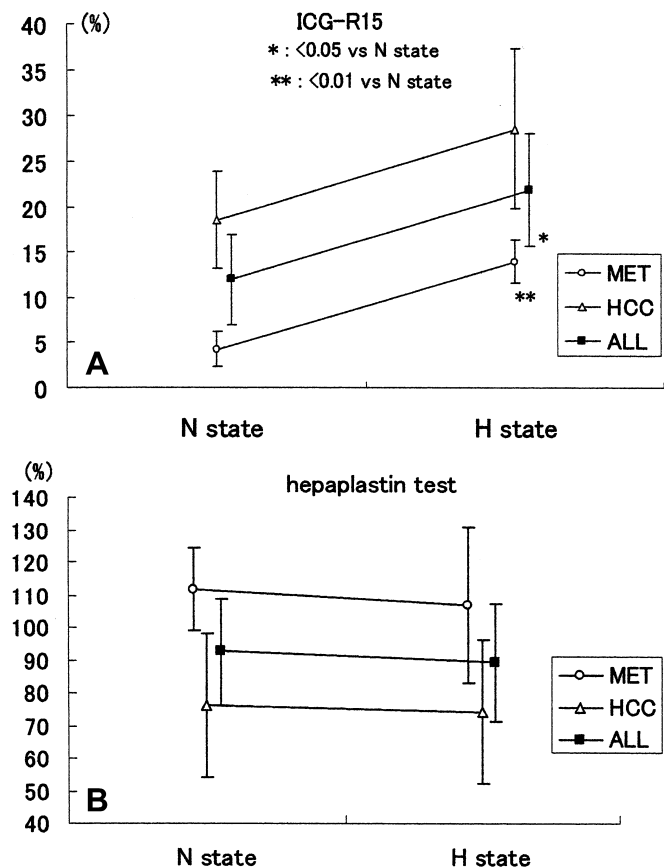 (%)
ICG-R15
* : <0.05 vs N state
** : <0.01 vs N state
40
35
30
25
20
15
10
5
0
*
**
MET
HCC
ALL
A
N state
H state
(%)
hepaplastin test
140
130
120
110
100
90
80
70
60
50
40
MET
HCC
ALL
B
N state
H state